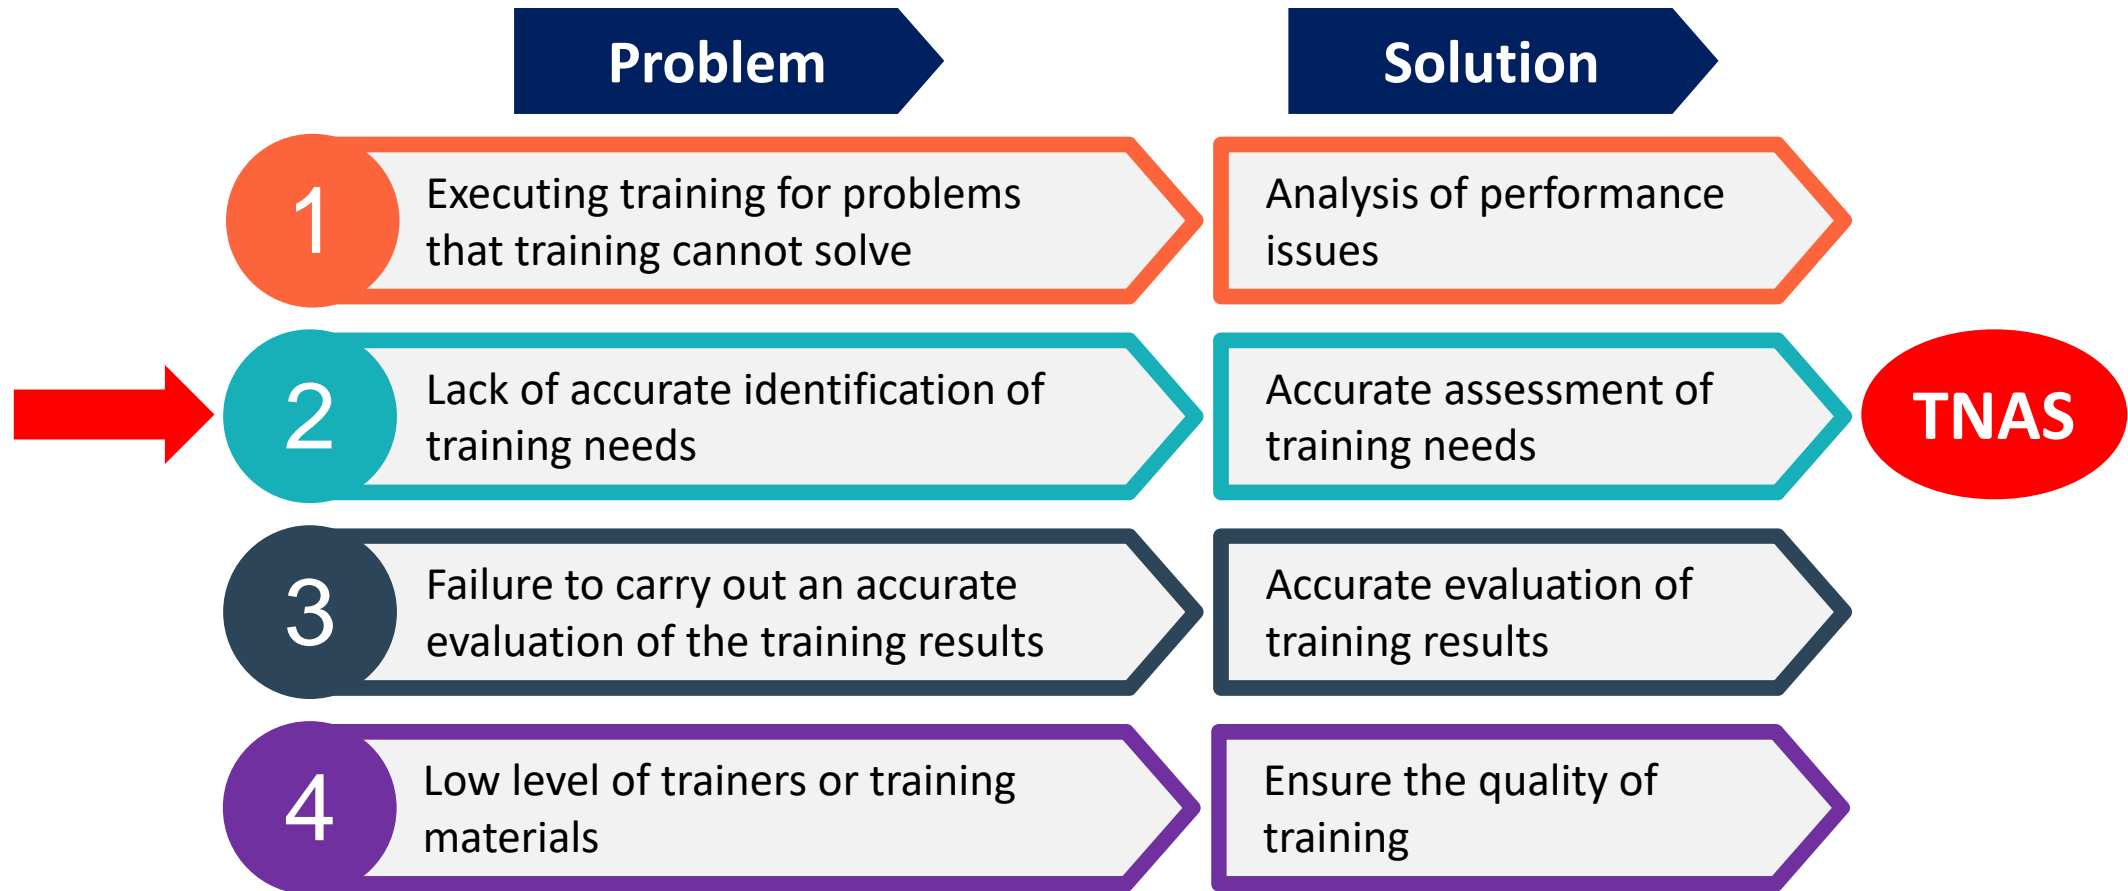 Problem
Solution
1
Executing training for problems
that training cannot solve
Analysis of performance
issues
2
Lack of accurate identification of
training needs
Accurate assessment of
training needs
TNAS
3
Failure to carry out an accurate
evaluation of the training results
Accurate evaluation of
training results
4
Low level of trainers or training
materials
Ensure the quality of
training